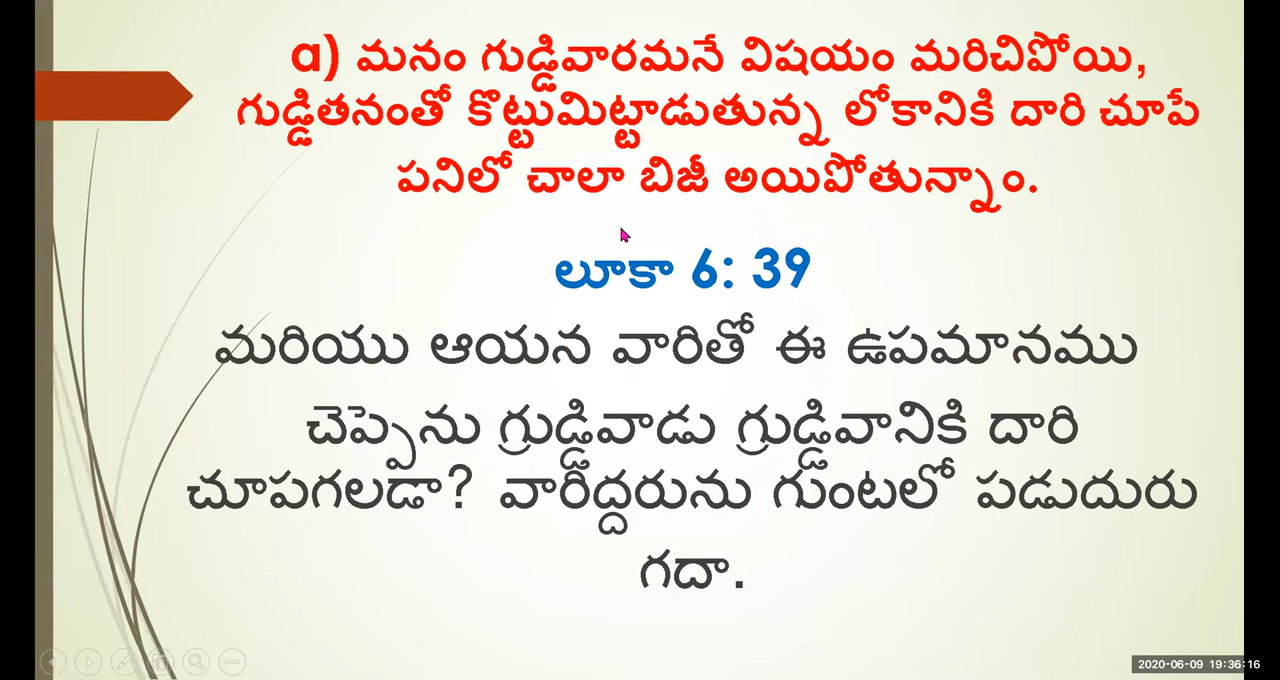 a) మనం గుడ్డివారమనే విషయం మరిచిపోయి,
గుడ్డితనంతో కొట్టుమిట్టాడుతున్న లోకానికి దారి చూపే
పనిలో చాలా బిజీ అయిపోతున్నాం.
లూకా 6: 39
మరియు ఆయన వారితో ఈ ఉపమానము
చెప్పెను గ్రుడ్డివాడు గ్రుడ్డివానికి దారి
చూపగలడా? వారిద్దరును గుంటలో పడుదురు
గదా.
2020-06-09 19:36:16